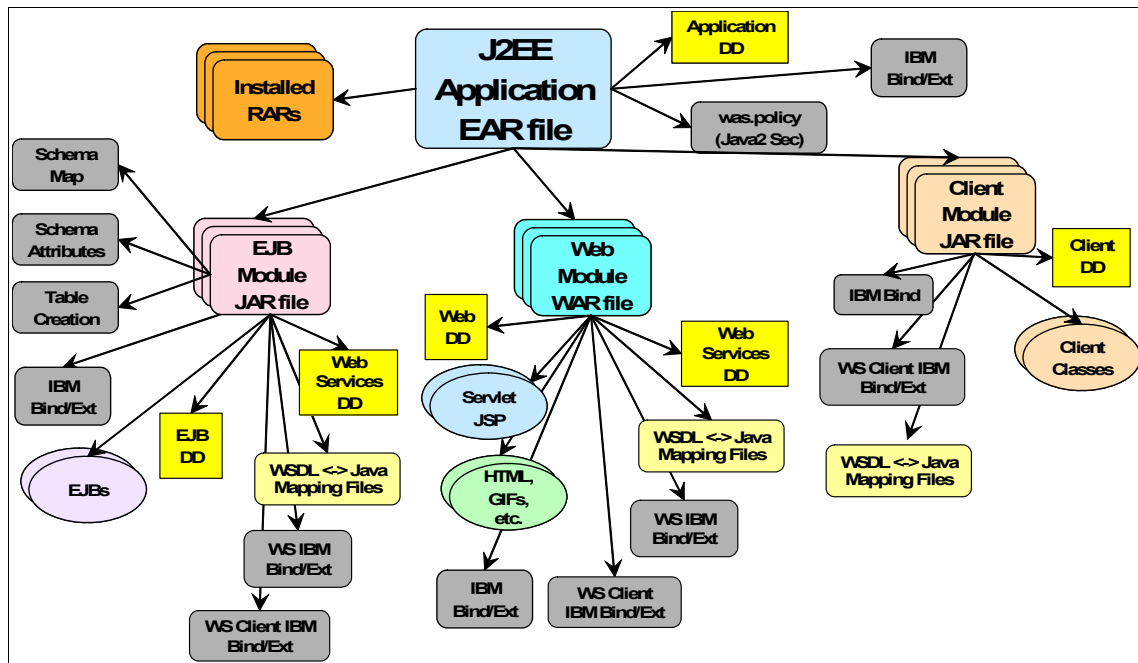 J2EE
Application
EAR file
Application
DD
IBM
Bind/Ext
Installed
RARs
was.policy
(Java2 Sec)
Schema
Map
Schema
Attributes
Table
Creation
EJB
Module
JAR file
Web
Module
WAR file
Client
Module
JAR file
Client
DD
IBM
Bind/Ext
EJBs
EJB
DD
Web
Services
DD
WSDL <-> Java
Mapping Files
WS IBM
Bind/Ext
WS Client IBM
Bind/Ext
Web
DD
Servlet
JSP
HTML,
GIFs,
etc.
IBM
Bind/Ext
WS Client
IBM Bind/Ext
WS IBM
Bind/Ext
WSDL <-> Java
Mapping Files
Web
Services
DD
IBM Bind
WS Client IBM
Bind/Ext
WSDL <-> Java
Mapping Files
Client
Classes